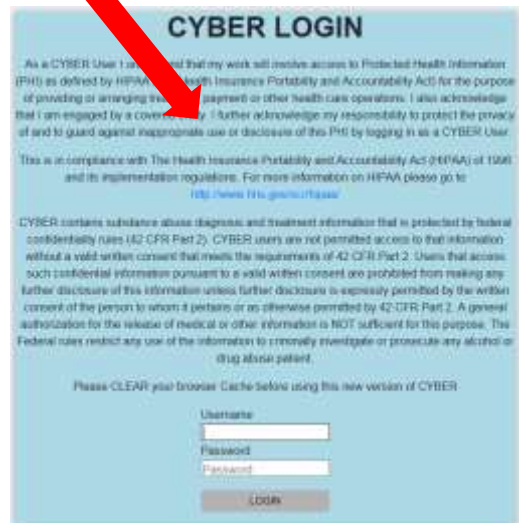 CYBER LOGIN
As a CYBER User I that my work will involve access to Protected Health Information
(PHI) as defined by HIPAA Health Insurance Portability and Accountability Act) for the purpose
of providing or arranging payment or other health care operations. I also acknowledge
that I am engaged by a covered I further acknowledge my responsibility to protect the privacy
of and to guard against inappropriate use or disclosure of this PHI by logging in as a CYBER User.
This is in compliance with The Health Insurance Portability and Accountability Act (HIPAA) of 1996
and its implementation regulations. For more information on HIPAA please go to
http://www.hhs.gov/ocr/hipaa/
CYBER contains substance abuse diagnosis and treatment information that is protected by federal
confidentiality rules (42 CFR Part 2). CYBER users are not permitted access to that information
without a valid written consent that meets the requirements of 42 CFR Part 2. Users that access
such confidential information pursuant to a valid written consent are prohibited from making any
further disclosure of this information unless further disclosure is expressly permitted by the written
consent of the person to whom it pertains or as otherwise permitted by 42 CFR Part 2. A general
authorization for the release of medical or other information is NOT sufficient for this purpose. The
Federal rules restrict any use of the information to criminally investigate or prosecute any alcohol or
drug abuse patient.
Please CLEAR your browser Cache before using this new version of CYBER
Username
Password
Password
LOGIN